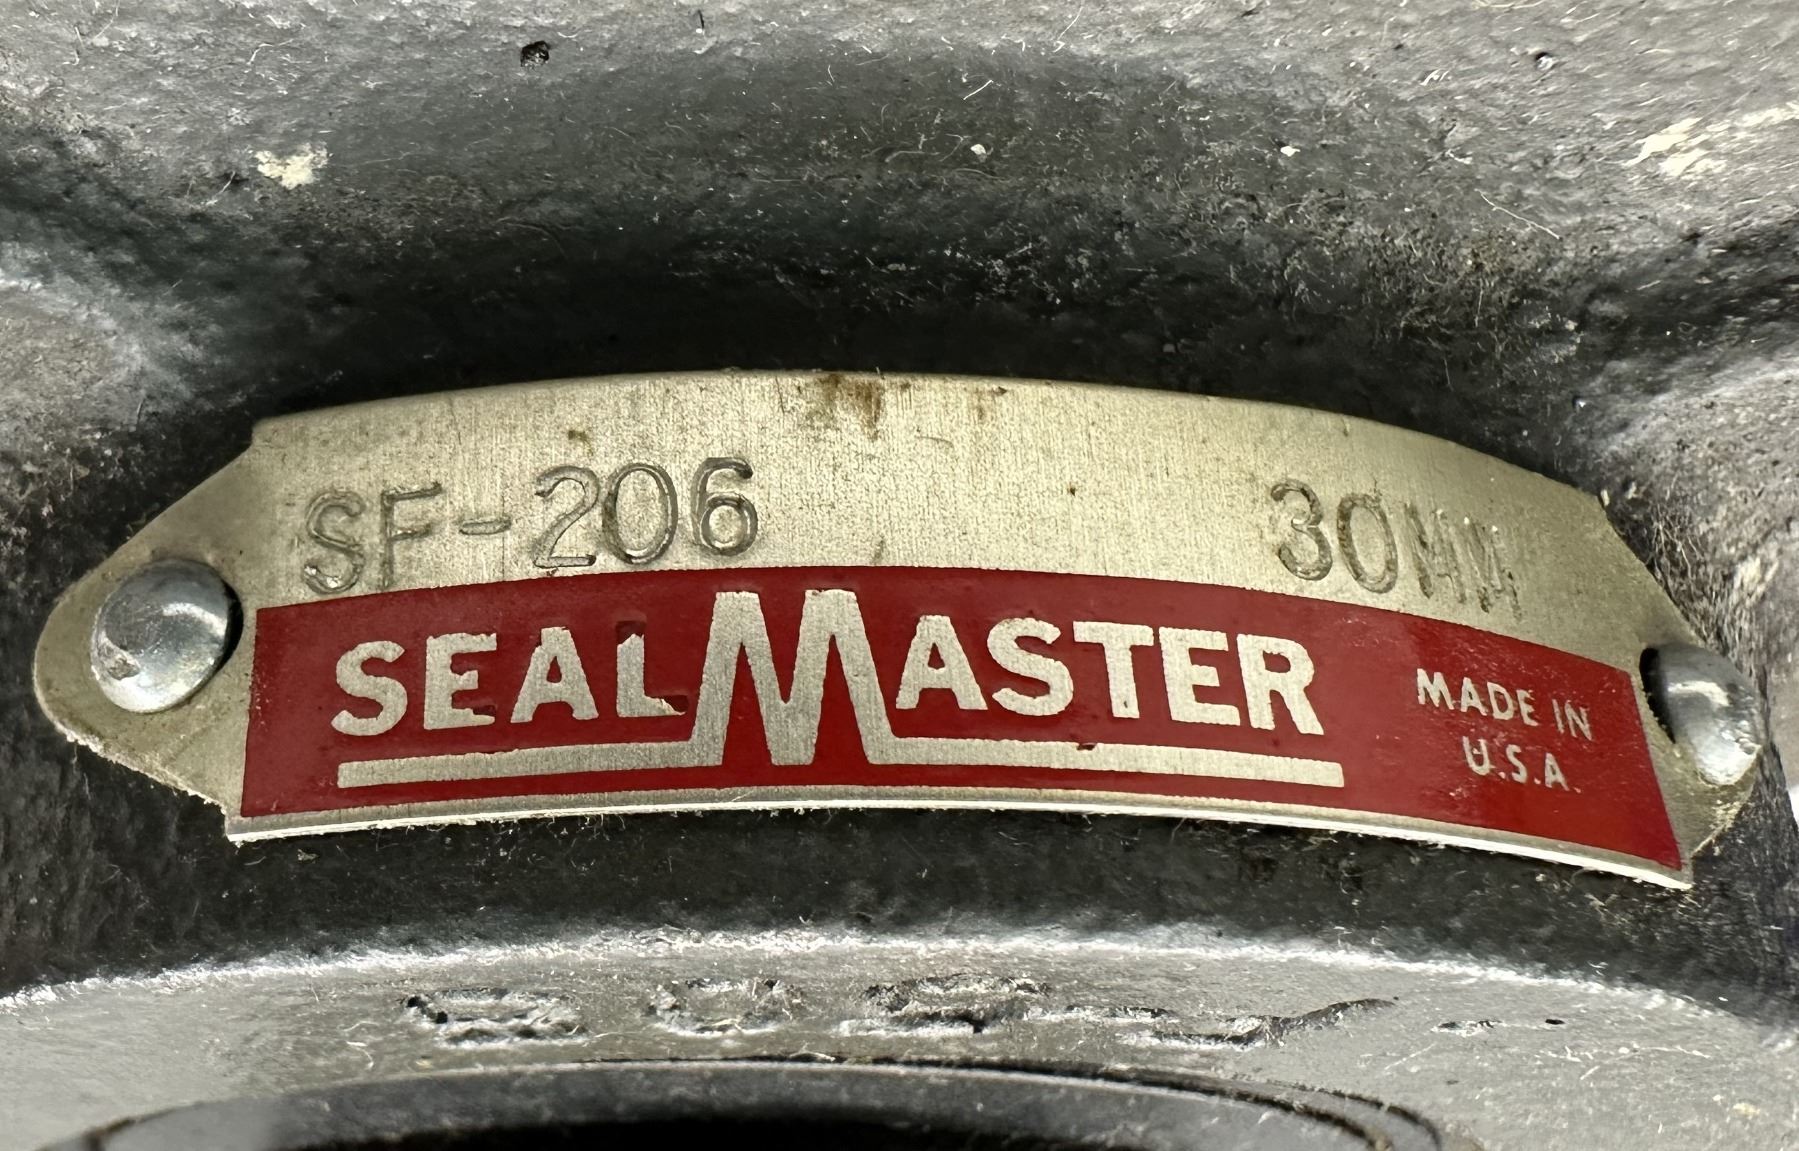 SF-206 30MM
SEALMASTER
MADE IN
U.S.A.